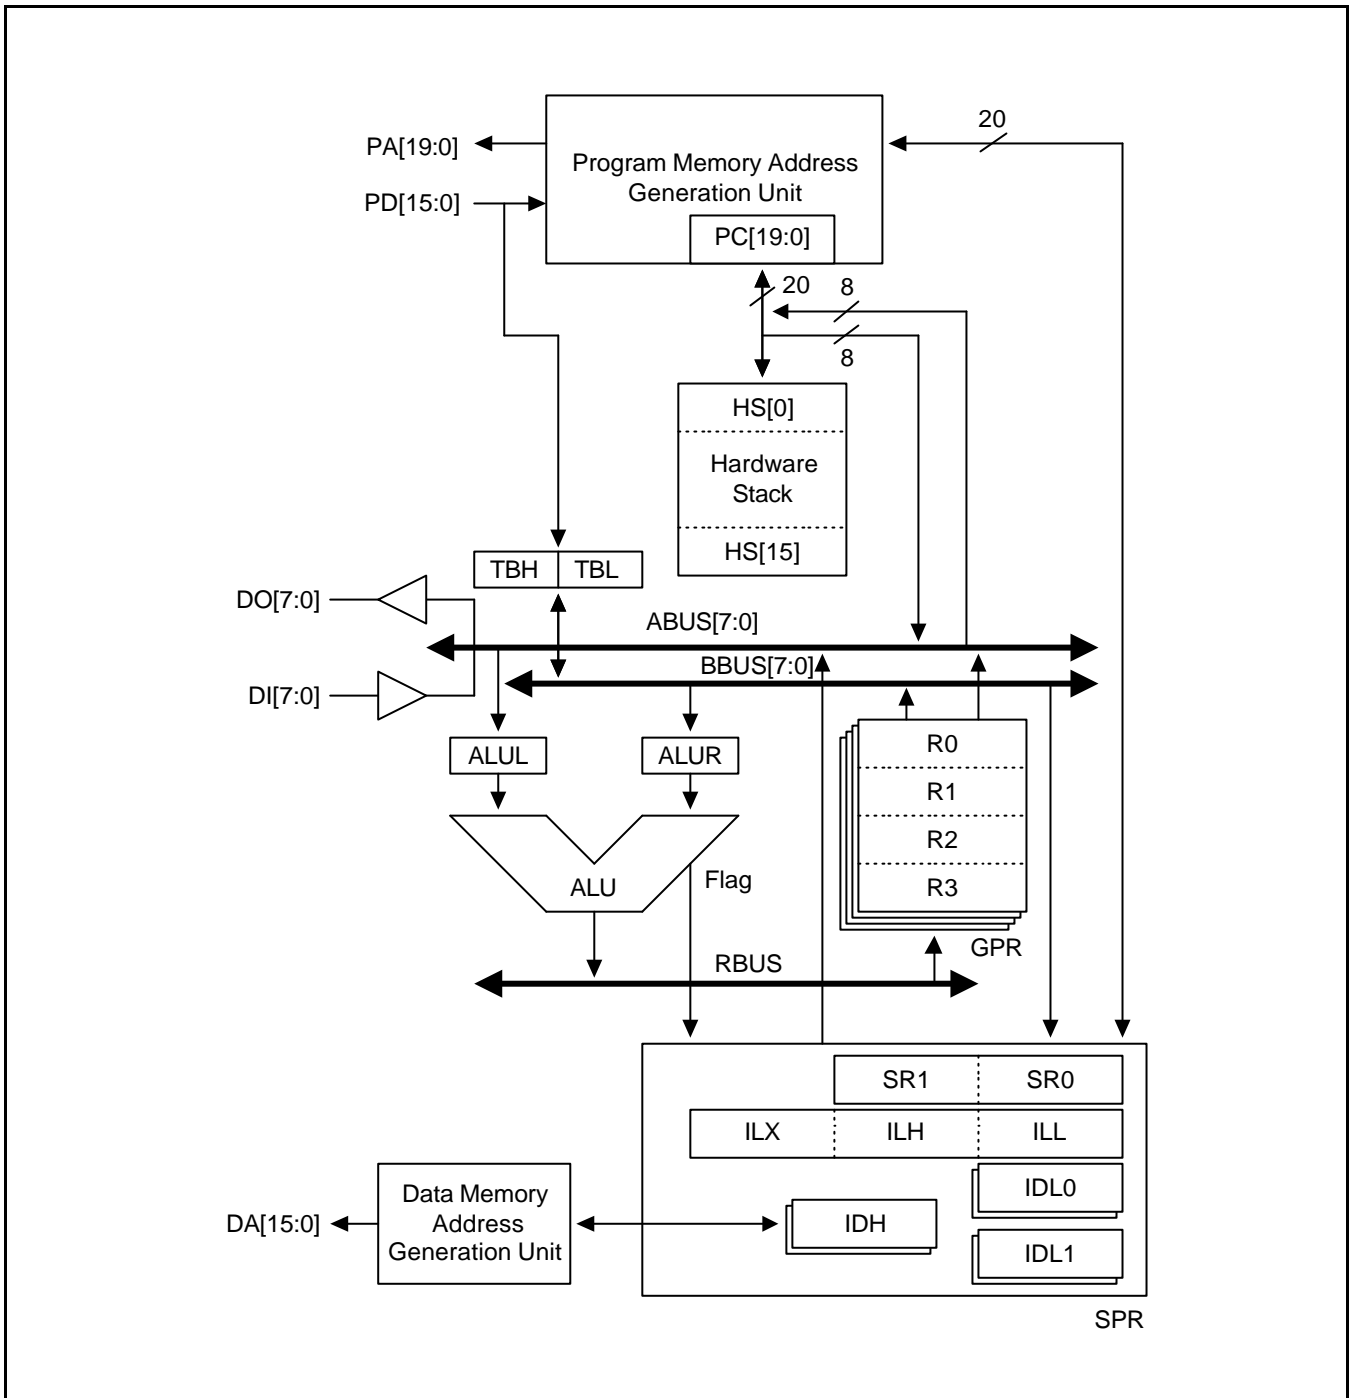 20
PA[19:0]
Program Memory Address
Generation Unit
PD[15:0]
PC[19:0]
20
8
8
HS[0]
Hardware
Stack
HS[15]
TBH
TBL
DO[7:0]
ABUS[7:0]
BBUS[7:0]
DI[7:0]
ALUL
ALUR
R0
R1
R2
R3
ALU
Flag
GPR
RBUS
SR1
SR0
ILX
ILH
ILL
IDL0
Data Memory
Address
Generation Unit
DA[15:0]
IDH
IDL1
SPR